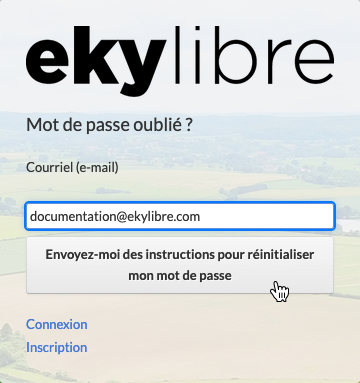 ekylibre
Mot de passe oublié ?
Courriel (e-mail)
documentation@ekylibre.com
Envoyez-moi des instructions pour réinitialiser
mon mot de passe
Connexion
Inscription